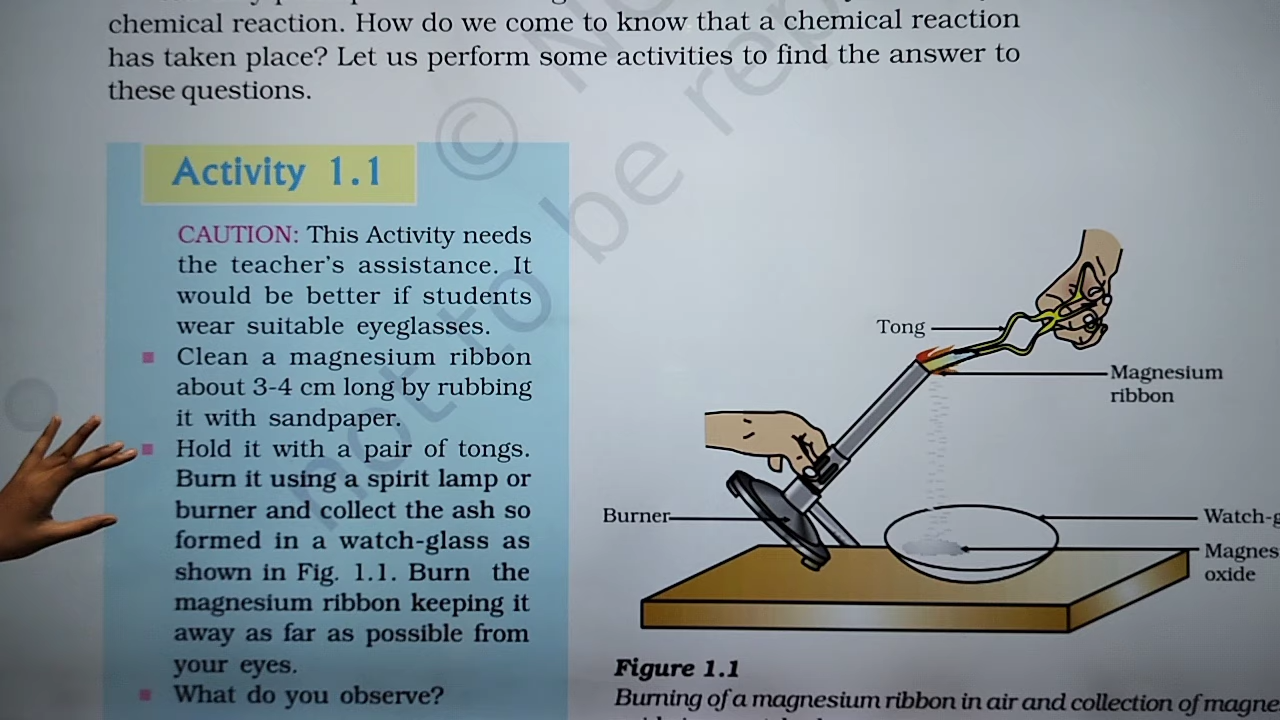 chemical reaction. How do we come to know that a chemical reaction
has taken place? Let us perform some activities to find the answer to
these questions.
© not to be
Activity 1.1
CAUTION: This Activity needs
the teacher's assistance. It
would be better if students
wear suitable eyeglasses.
Clean a magnesium ribbon
about 3-4 cm long by rubbing
it with sandpaper.
Hold it with a pair of tongs.
Burn it using a spirit lamp or
burner and collect the ash so
formed in a watch-glass as
shown in Fig. 1.1. Burn the
magnesium ribbon keeping it
away as far as possible from
your eyes.
What do you observe?
Tong
Magnesium
ribbon
Burner
Watch-g
Magnes
oxide
Figure 1.1
Burning of a magnesium ribbon in air and collection of magne